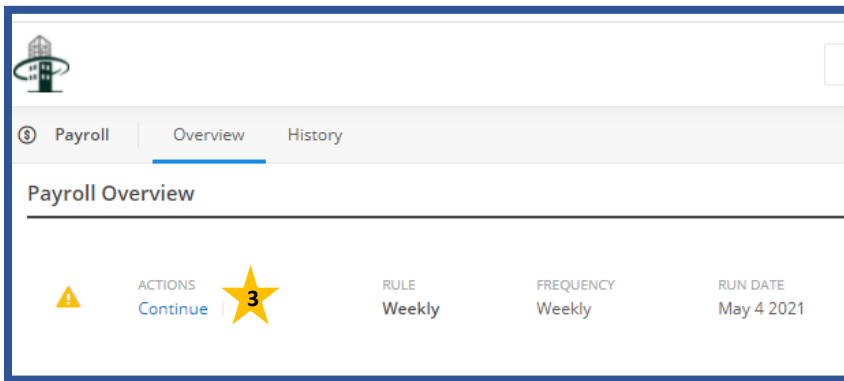 Payroll Overview History
Payroll Overview
ACTIONS RULE FREQUENCY RUN DATE
Continue 3 Weekly Weekly May 4 2021